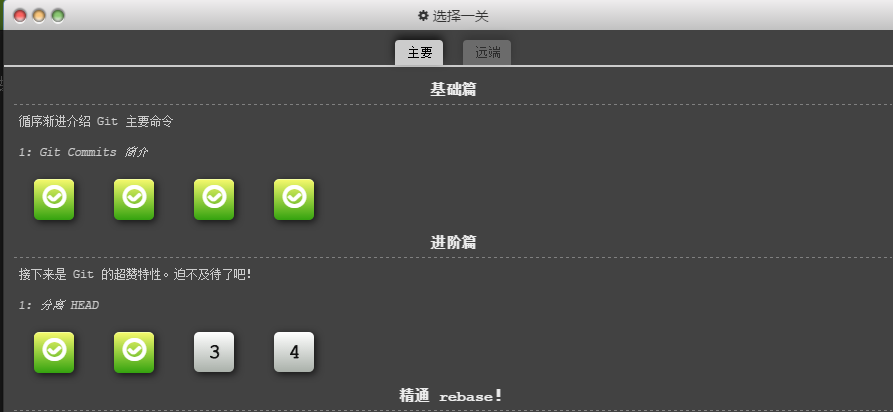 选择一关
主要 远端
基础篇
循序渐进介绍 Git 主要命令
1: Git Commits 简介
进阶篇
接下来是 Git 的超赞特性。迫不及待了吧!
1: 分离 HEAD
3 4
精通 rebase!